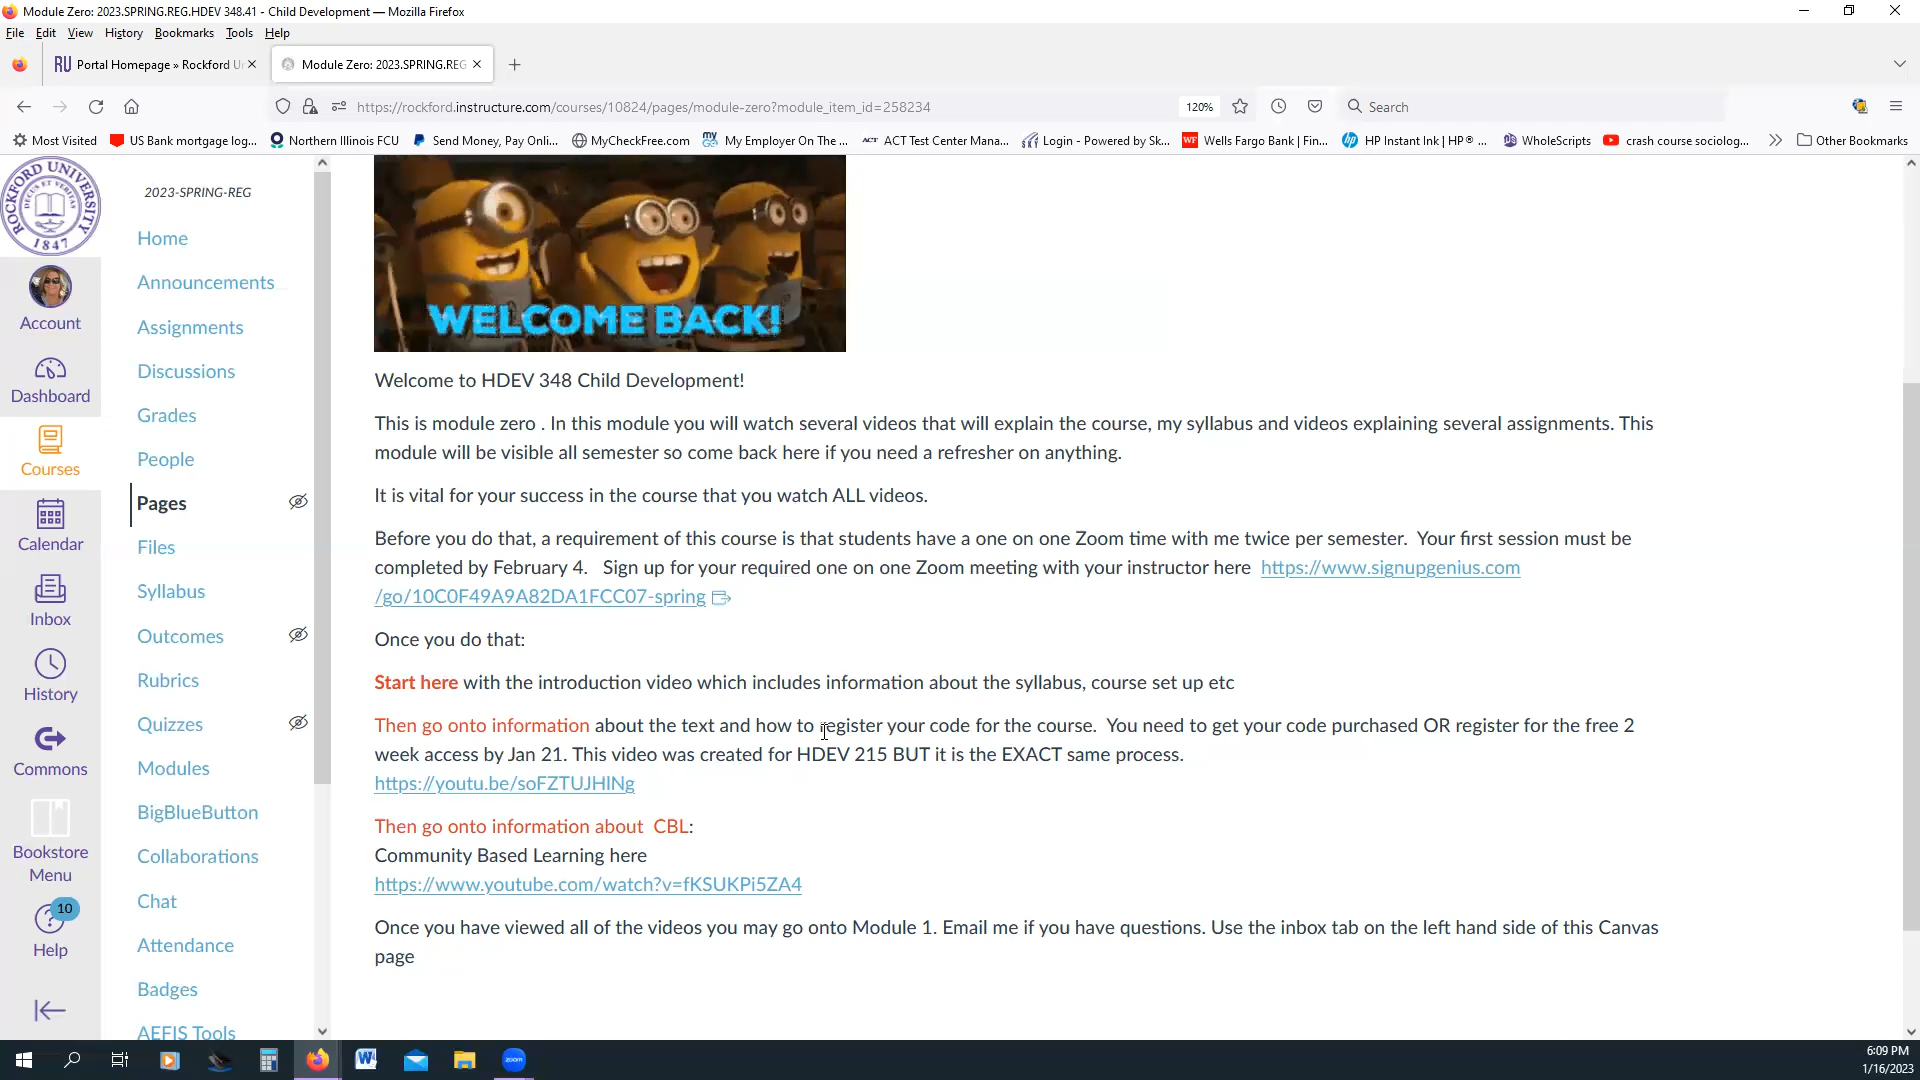 Module Zero: 2023.SPRING.REG.HDEV 348.41 - Child Development — Mozilla Firefox
File Edit View History Bookmarks Tools Help
RU Portal Homepage » Rockford Ur
Module Zero: 2023.SPRING.REG
https://rockford.instructure.com/courses/10824/pages/module-zero?module_item_id=258234
120%
Search
Most Visited
US Bank mortgage log...
Northern Illinois FCU
Send Money, Pay Onli...
MyCheckFree.com
My Employer On The ...
ACT Test Center Mana...
Login - Powered by Sk...
Wells Fargo Bank | Fin...
HP Instant Ink | HP® ...
WholeScripts
crash course sociolog...
Other Bookmarks
ROCKFORD UNIVERSITY
1847
Account
Dashboard
Courses
Calendar
Inbox
History
Commons
Bookstore
Menu
10
Help
2023-SPRING-REG
Home
Announcements
Assignments
Discussions
Grades
People
Pages
Files
Syllabus
Outcomes
Rubrics
Quizzes
Modules
BigBlueButton
Collaborations
Chat
Attendance
Badges
AEFIS Tools
WELCOME BACK!
Welcome to HDEV 348 Child Development!
This is module zero . In this module you will watch several videos that will explain the course, my syllabus and videos explaining several assignments. This
module will be visible all semester so come back here if you need a refresher on anything.
It is vital for your success in the course that you watch ALL videos.
Before you do that, a requirement of this course is that students have a one on one Zoom time with me twice per semester. Your first session must be
completed by February 4. Sign up for your required one on one Zoom meeting with your instructor here https://www.signupgenius.com
/go/10C0F49A9A82DA1FCC07-spring
Once you do that:
Start here with the introduction video which includes information about the syllabus, course set up etc
Then go onto information about the text and how to register your code for the course. You need to get your code purchased OR register for the free 2
week access by Jan 21. This video was created for HDEV 215 BUT it is the EXACT same process.
https://youtu.be/soFZTUJHlNg
Then go onto information about CBL:
Community Based Learning here
https://www.youtube.com/watch?v=fKSUKPi5ZA4
Once you have viewed all of the videos you may go onto Module 1. Email me if you have questions. Use the inbox tab on the left hand side of this Canvas
page
zoom
6:09 PM
1/16/2023